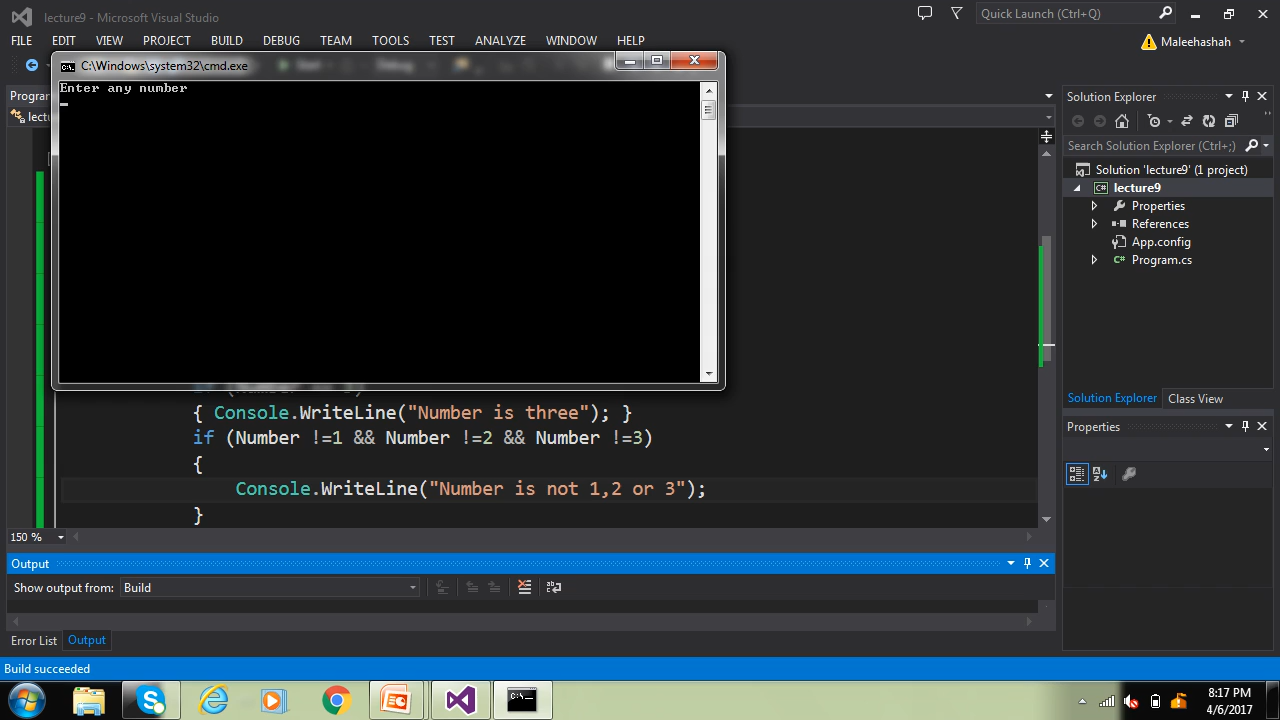 lecture9 - Microsoft Visual Studio
Quick Launch (Ctrl+Q)
FILE EDIT VIEW PROJECT BUILD DEBUG TEAM TOOLS TEST ANALYZE WINDOW HELP
Maleehashah
C:\Windows\system32\cmd.exe
Enter any number
Program
lectu
{ Console.WriteLine("Number is three"); }
if (Number !=1 && Number !=2 && Number !=3)
{
Console.WriteLine("Number is not 1,2 or 3");
}
150 %
Solution Explorer
Search Solution Explorer (Ctrl+;)
Solution 'lecture9' (1 project)
C# lecture9
Properties
References
App.config
C# Program.cs
Solution Explorer Class View
Properties
Output
Show output from: Build
Error List Output
Build succeeded
8:17 PM
4/6/2017